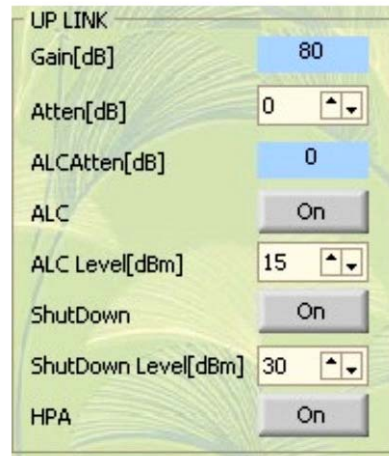 UP LINK
Gain[dB] 80
Atten[dB] 0
ALCAtten[dB] 0
ALC On
ALC Level[dBm] 15
ShutDown On
ShutDown Level[dBm] 30
HPA On